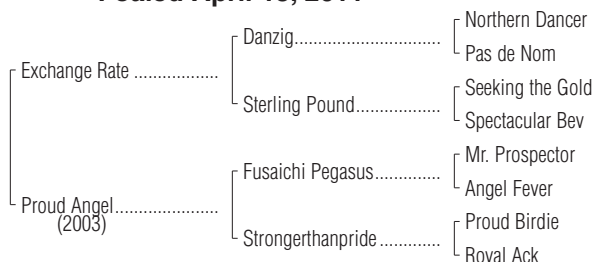 Foaled April
Northern Dancer
Danzig
Pas de Nom
Exchange Rate
Seeking the Gold
Sterling Pound
Spectacular Bev
Mr. Prospector
Fusaichi Pegasus
Angel Fever
Proud Angel
(2003)
Proud Birdie
Strongerthanpride
Royal Ack